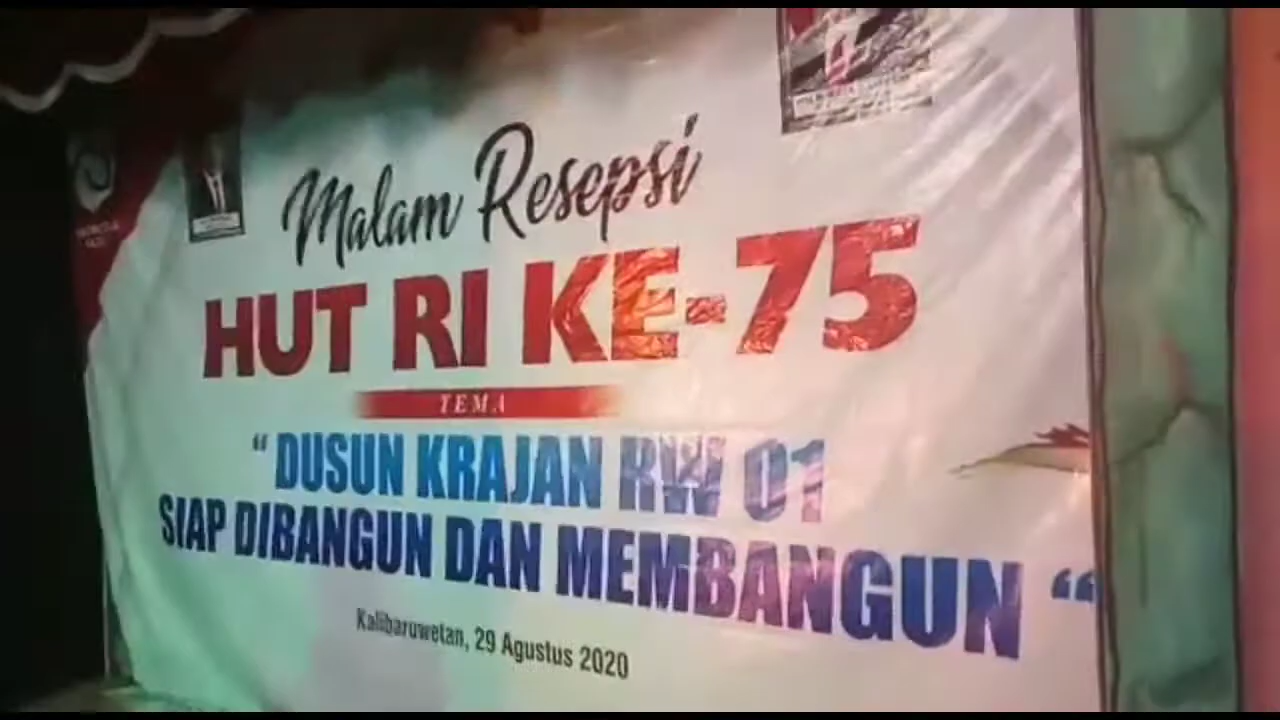 Malam Resepsi
HUT RI KE-75
TEMA
“ DUSUN KRAJAN RW 01
SIAP DIBANGUN DAN MEMBANGUN “
Kalibaruwetan, 29 Agustus 2020